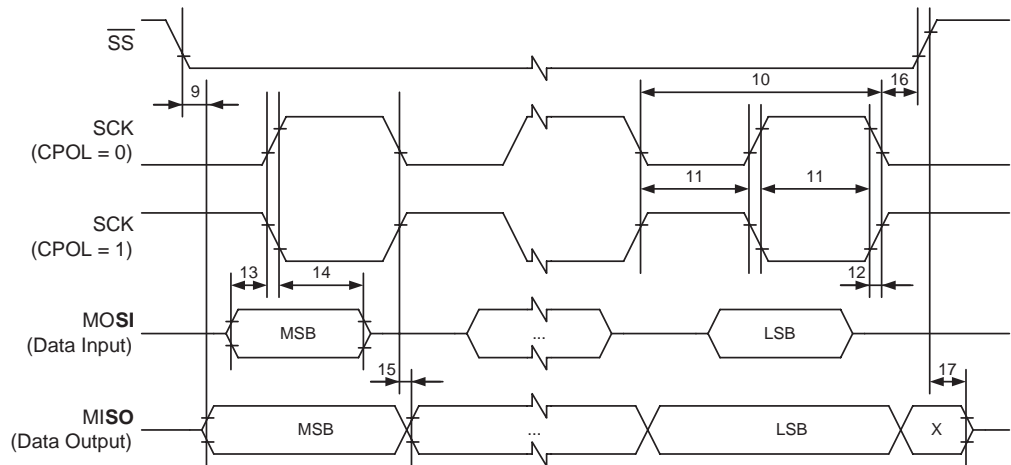 SS
9
10
16
SCK
(CPOL = 0)
11
11
SCK
(CPOL = 1)
13
14
12
MOSI
(Data Input)
MSB
...
LSB
15
17
MISO
(Data Output)
MSB
...
LSB
X